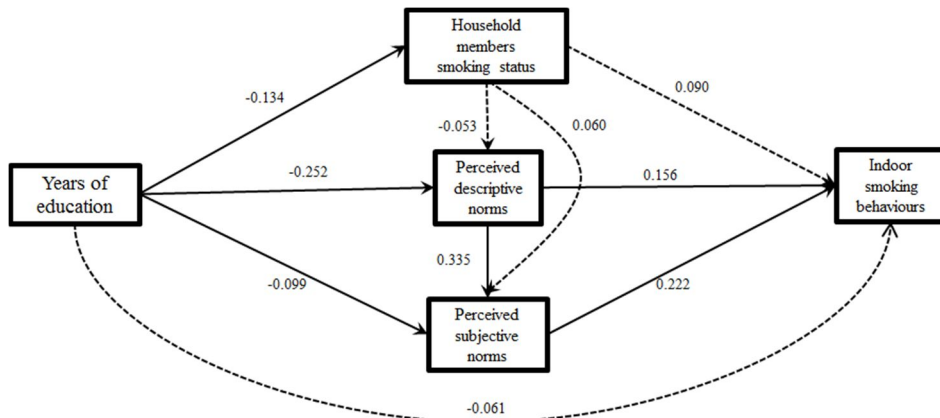 Household
members
smoking status
-0.134
0.090
-0.053
0.060
Years of
education
-0.252
Perceived
descriptive
norms
0.156
Indoor
smoking
behaviours
0.335
-0.099
0.222
Perceived
subjective
norms
-0.061